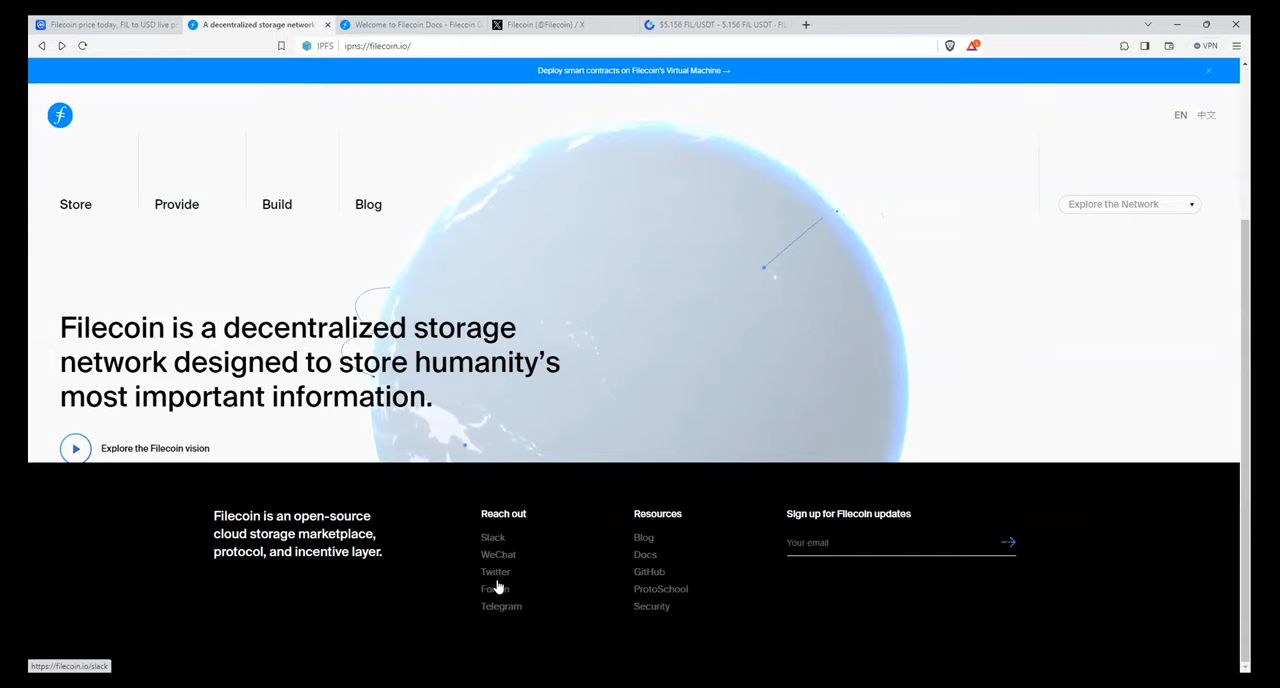 Filecoin price today, FIL to USD live p
A decentralized storage network
Welcome to Filecoin Docs - Filecoin D
Filecoin (@Filecoin) / X
$5.156 FIL/USDT - 5.156 FIL USDT - Fil
IPFS
ipns://filecoin.io/
VPN
Deploy smart contracts on Filecoin's Virtual Machine →
EN 中文
Store
Provide
Build
Blog
Explore the Network
Filecoin is a decentralized storage
network designed to store humanity's
most important information.
Explore the Filecoin vision
Filecoin is an open-source
cloud storage marketplace,
protocol, and incentive layer.
Reach out
Slack
WeChat
Twitter
Telegram
Resources
Blog
Docs
GitHub
ProtoSchool
Security
Sign up for Filecoin updates
Your email
https://filecoin.io/slack